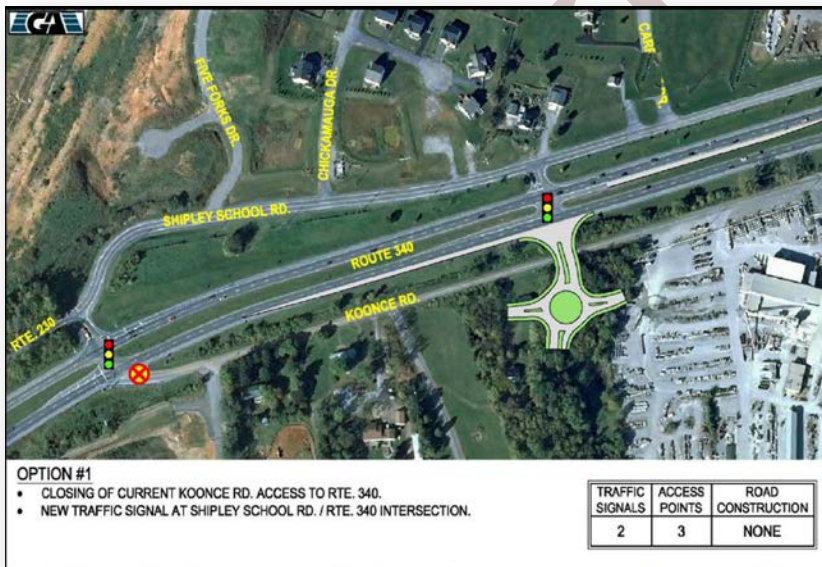 GA
FIVE FORKS DR.
CHICKAMAUGA DR.
SHIPLEY SCHOOL RD.
ROUTE 340
KOONCE RD.
RTE. 230
OPTION #1
• CLOSING OF CURRENT KOONCE RD. ACCESS TO RTE. 340.
• NEW TRAFFIC SIGNAL AT SHIPLEY SCHOOL RD. / RTE. 340 INTERSECTION.
TRAFFIC SIGNALS ACCESS POINTS ROAD CONSTRUCTION
2 3 NONE